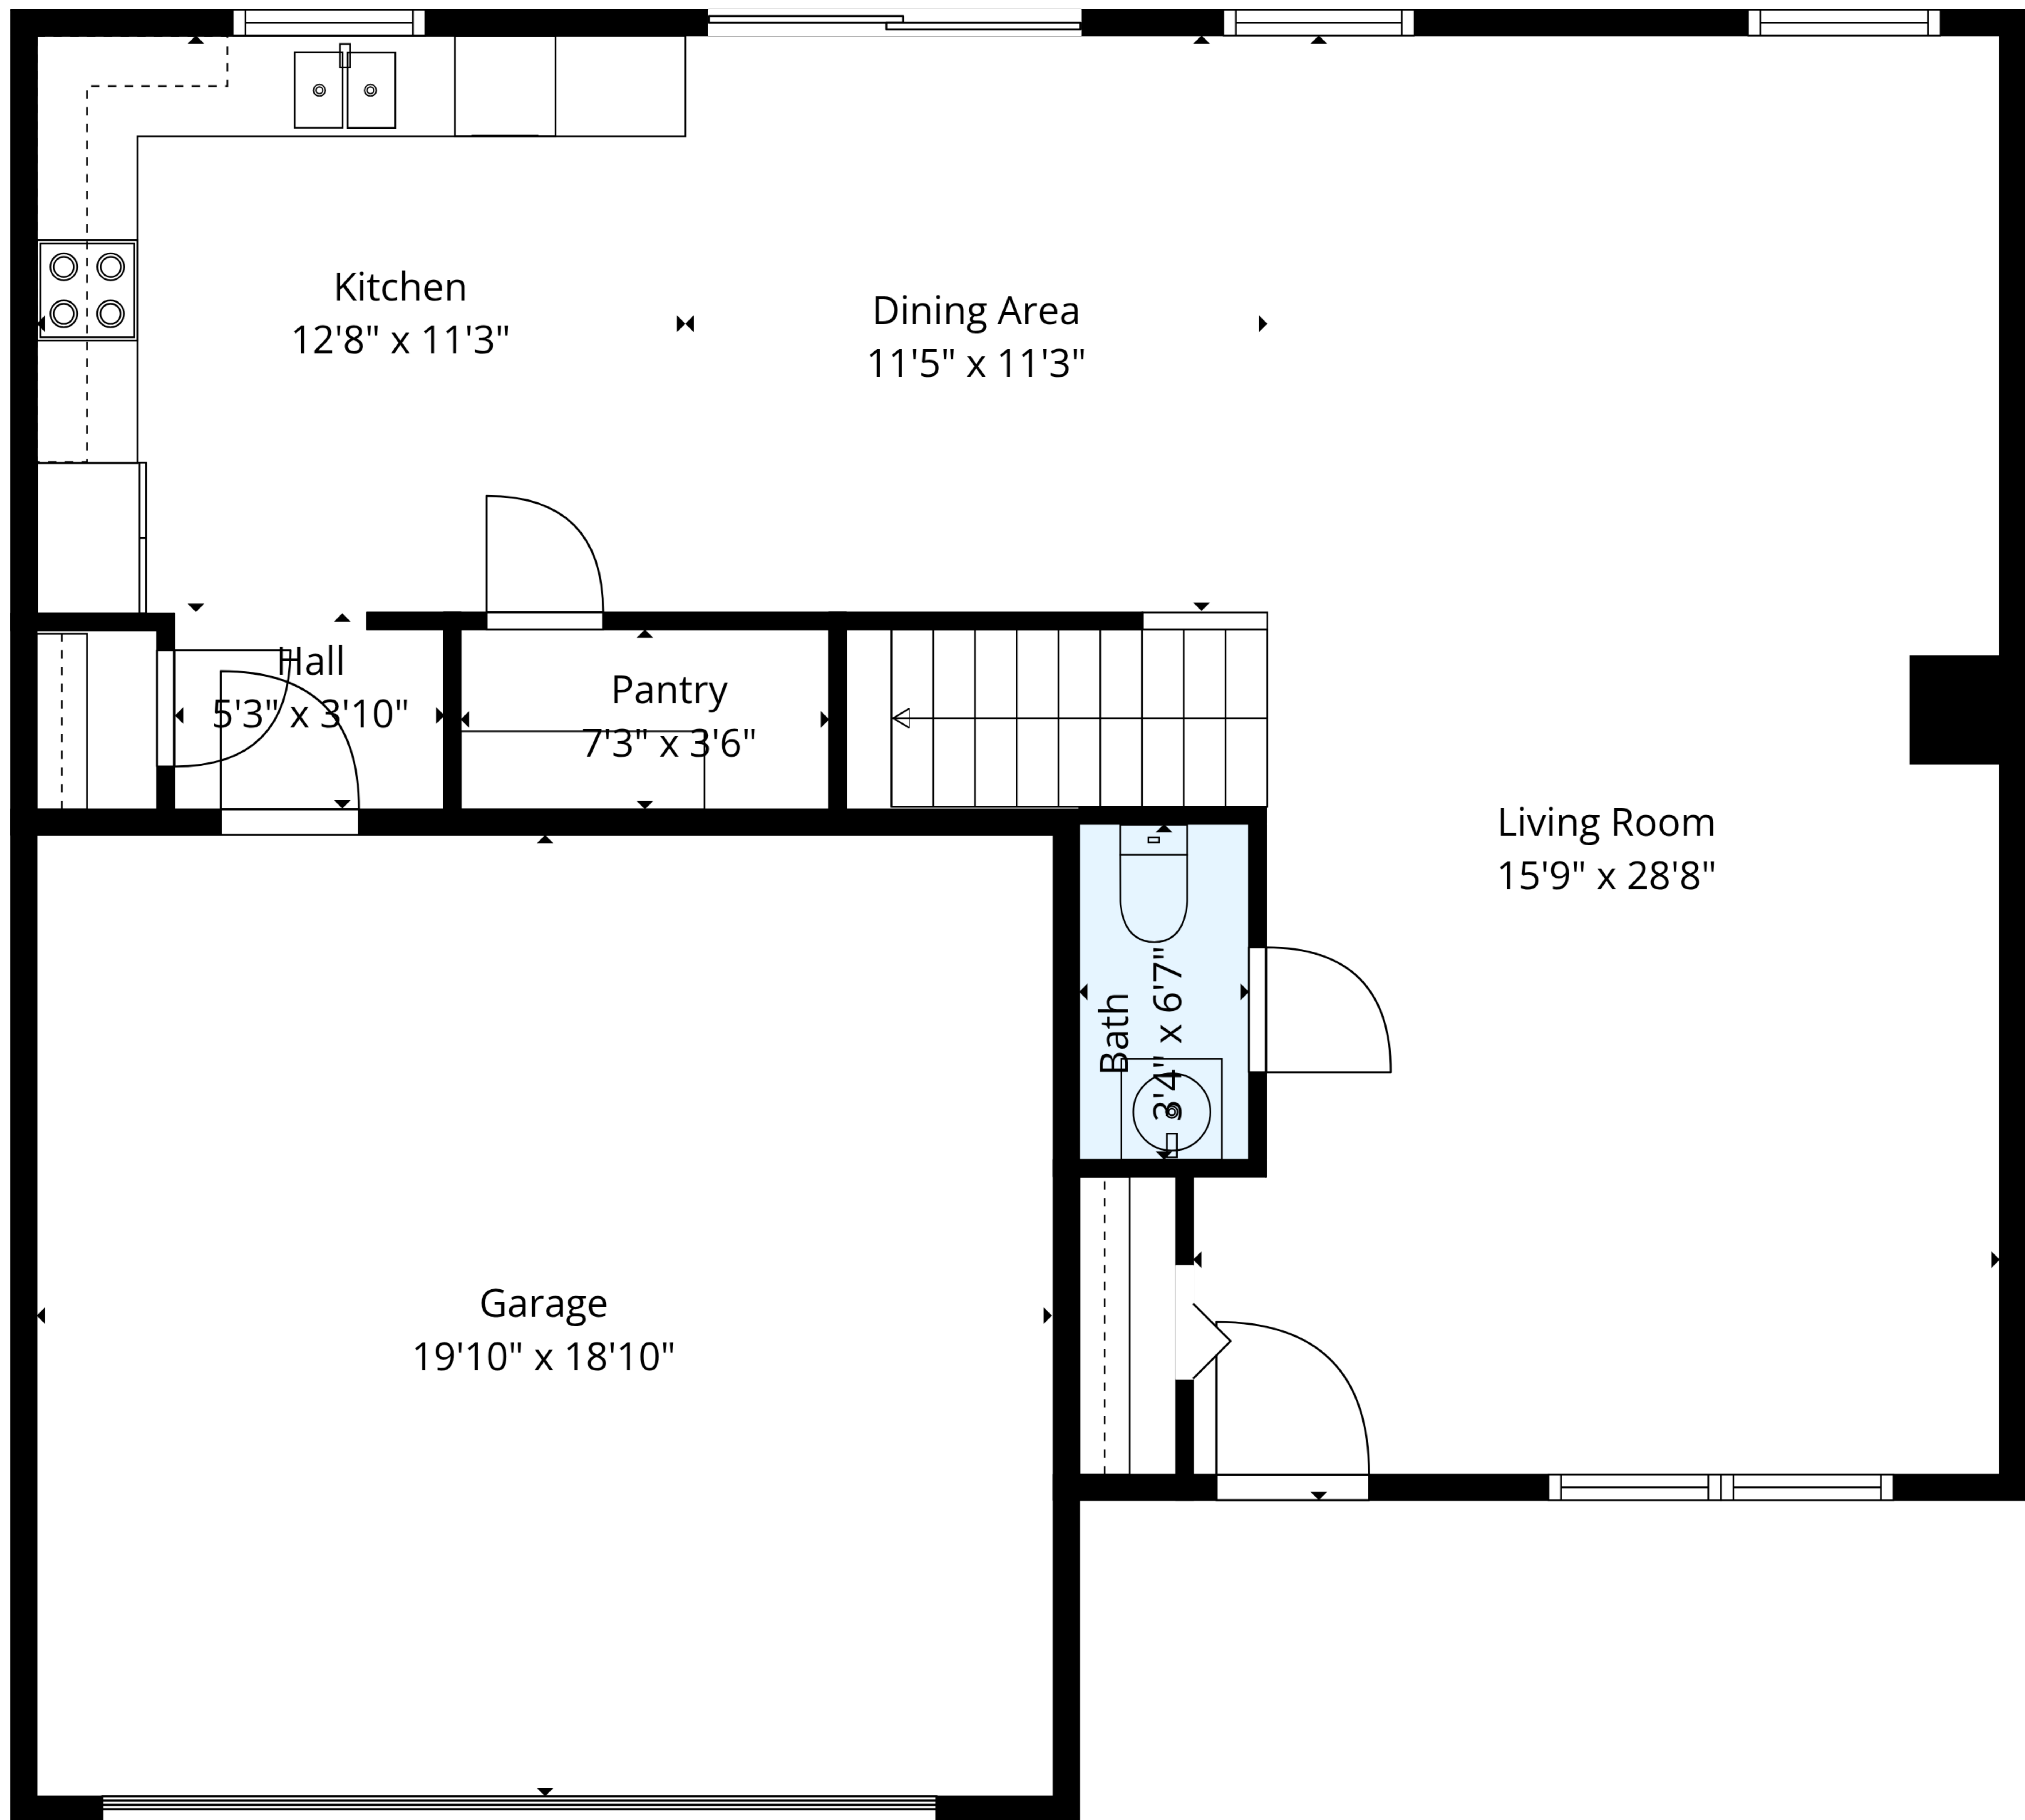 Kitchen
12'8" x 11'3"
Dining Area
11'5" x 11'3"
Hall
5'3" x 3'10"
Pantry
7'3" x 3'6"
Living Room
15'9" x 28'8"
Bath
3'4" x 6'7"
Garage
19'10" x 18'10"